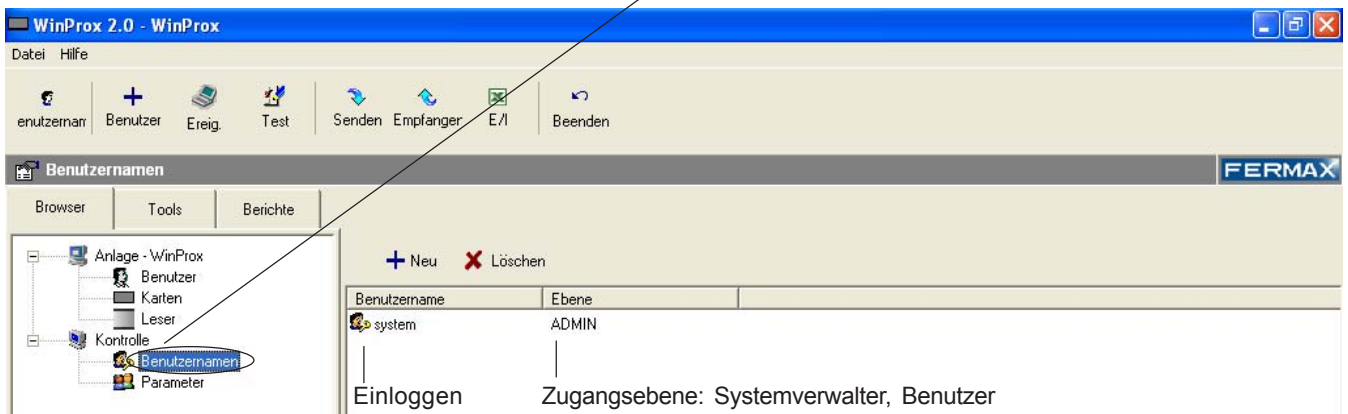 WinProx 2.0 - WinProx
Datei Hilfe
enutzernam Benutzer Ereig. Test Senden Empfanger E/I Beenden
Benutzernamen FERMAX
Browser Tools Berichte
Anlage - WinProx
Neu Löschen
Benutzer
Karten
Benutzername Ebene
Leser
system ADMIN
Kontrolle
Benutzernamen
Parameter
Einloggen Zugangsebene: Systemverwalter, Benutzer